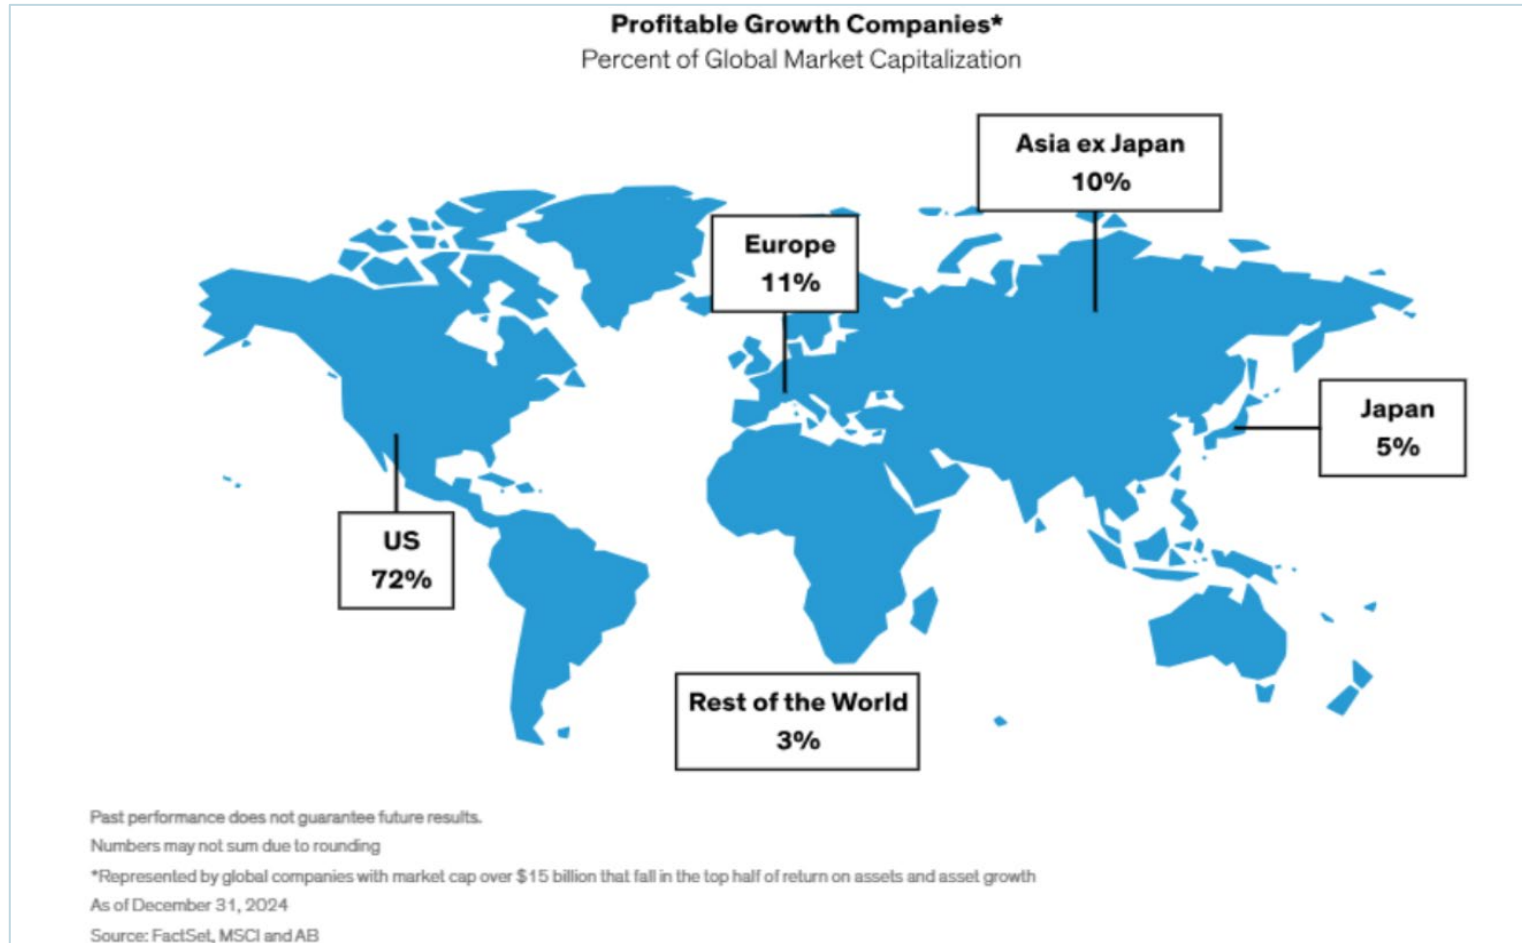 Profitable Growth Companies*
Percent of Global Market Capitalization
Asia ex Japan
10%
Europe
11%
Japan
5%
US
72%
Rest of the World
3%
Past performance does not guarantee future results.
Numbers may not sum due to rounding
*Represented by global companies with market cap over $15 billion that fall in the top half of return on assets and asset growth
As of December 31, 2024
Source: FactSet, MSCI and AB